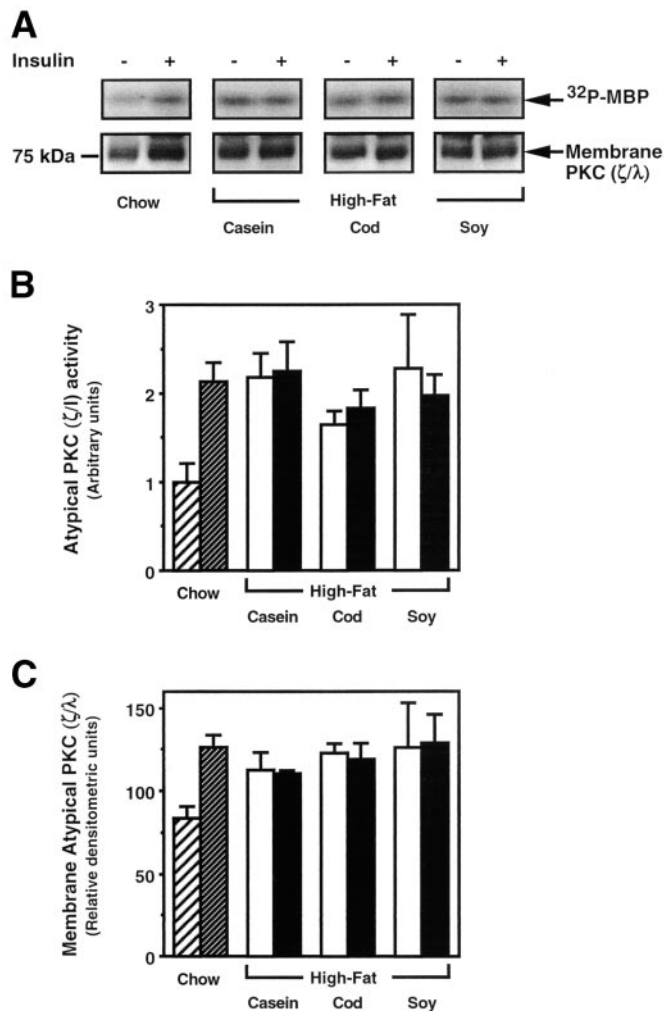 A
Insulin - + - + - + - +
32P-MBP
75 kDa
Membrane
PKC (ζ/λ)
Chow
High-Fat
Casein Cod Soy
B
Atypical PKC (ζ/l) activity
(Arbitrary units)
3
2
1
0
Chow
High-Fat
Casein Cod Soy
C
Membrane Atypical PKC (ζ/λ)
(Relative densitometric units)
150
100
50
0
Chow
High-Fat
Casein Cod Soy